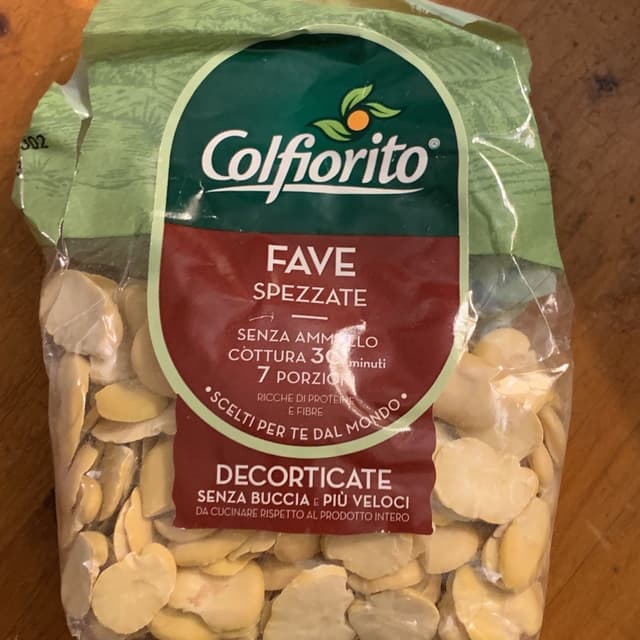 Colfiorito®
FAVE
SPEZZATE
SENZA AMMOLLO
COTTURA 30 minuti
7 PORZIONI
RICCHE DI PROTEINE
E FIBRE
• SCELTI PER TE DAL MONDO •
DECORTICATE
SENZA BUCCIA E PIÙ VELOCI
DA CUCINARE RISPETTO AL PRODOTTO INTERO